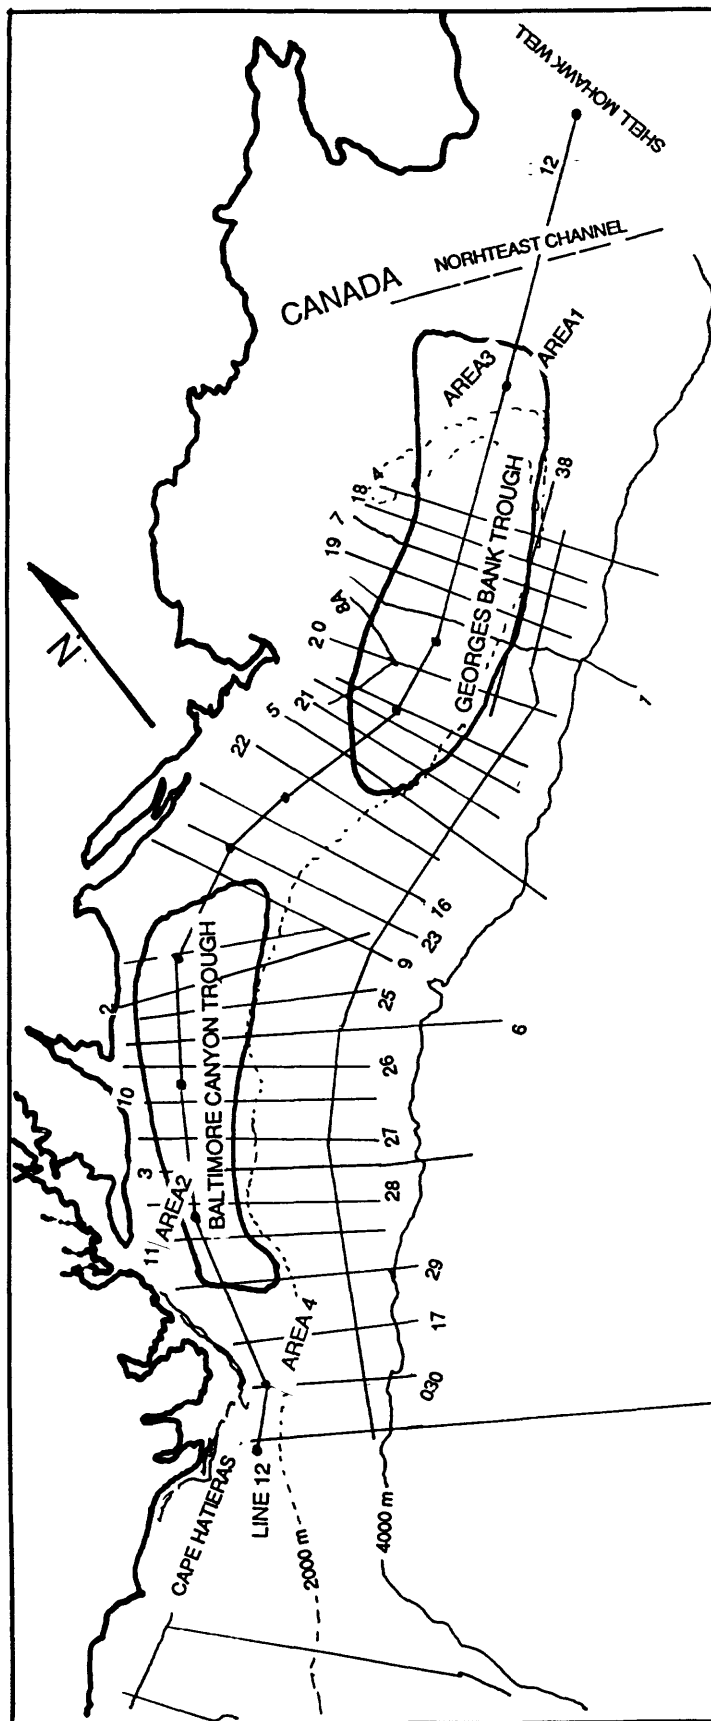 SHELL MOHAWK WELL
12
NORHTEAST CHANNEL
CANADA
AREA1
AREA3
38
4
18
7
19
8A
20
GEORGES BANK TROUGH
N
1
21
5
22
16
23
9
BALTIMORE CANYON TROUGH
2
25
6
26
10
27
3
28
AREA2
11
29
17
AREA 4
030
CAPE HATIERAS
LINE 12
2000 m
4000 m